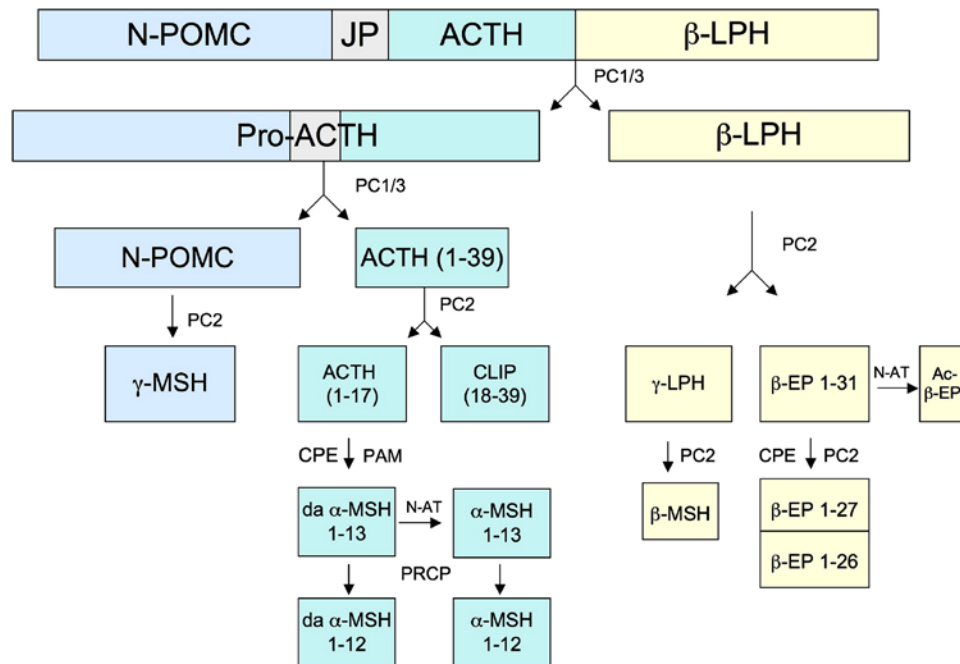 N-POMC JP ACTH β-LPH
PC1/3
Pro-ACTH β-LPH
PC1/3
PC2
N-POMC ACTH (1-39)
PC2 PC2
γ-MSH
ACTH
(1-17)
CLIP
(18-39)
γ-LPH
β-EP 1-31
N-AT
Ac-
β-EP
CPE PAM
PC2
CPE PC2
da α-MSH
1-13
N-AT
α-MSH
1-13
β-MSH
β-EP 1-27
β-EP 1-26
PRCP
da α-MSH
1-12
α-MSH
1-12